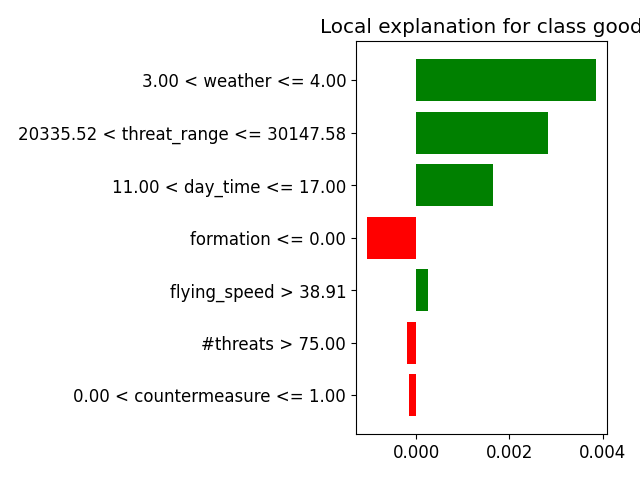 Local explanation for class good
3.00 < weather <= 4.00
20335.52 < threat_range <= 30147.58
11.00 < day_time <= 17.00
formation <= 0.00
flying_speed > 38.91
#threats > 75.00
0.00 < countermeasure <= 1.00
0.000 0.002 0.004